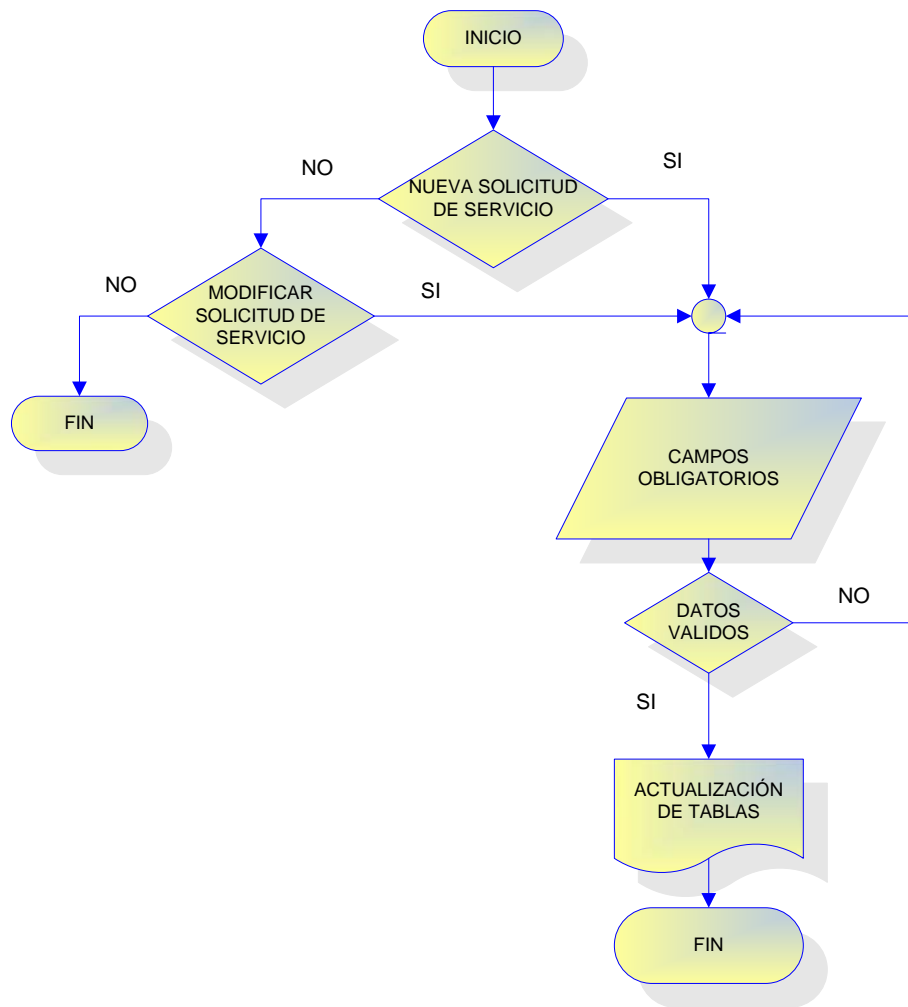 INICIO
NO
SI
NUEVA SOLICITUD
DE SERVICIO
NO
MODIFICAR
SOLICITUD DE
SERVICIO
SI
FIN
CAMPOS
OBLIGATORIOS
DATOS
VALIDOS
NO
SI
ACTUALIZACIÓN
DE TABLAS
FIN